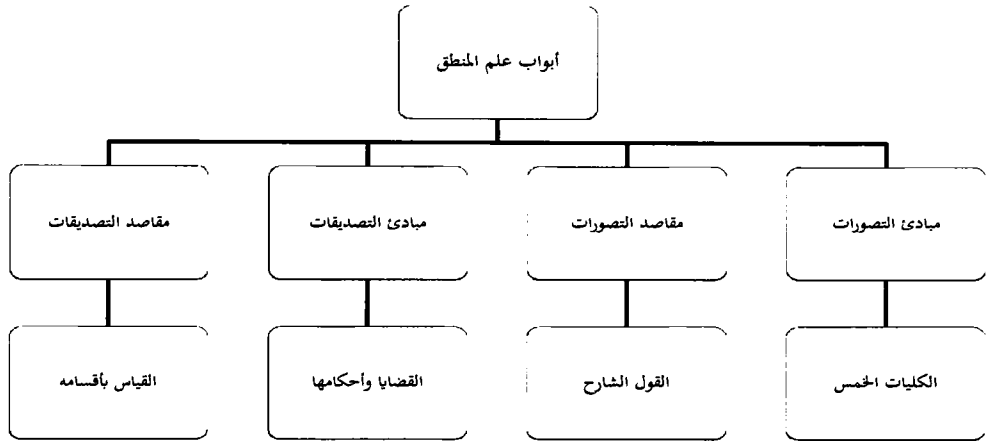 أبواب علم المنطق
مبادئ التصورات
مقاصد التصورات
مبادئ التصديقات
مقاصد التصديقات
الكليات الخمس
القول الشارح
القضايا وأحكامها
القياس بأقسامه